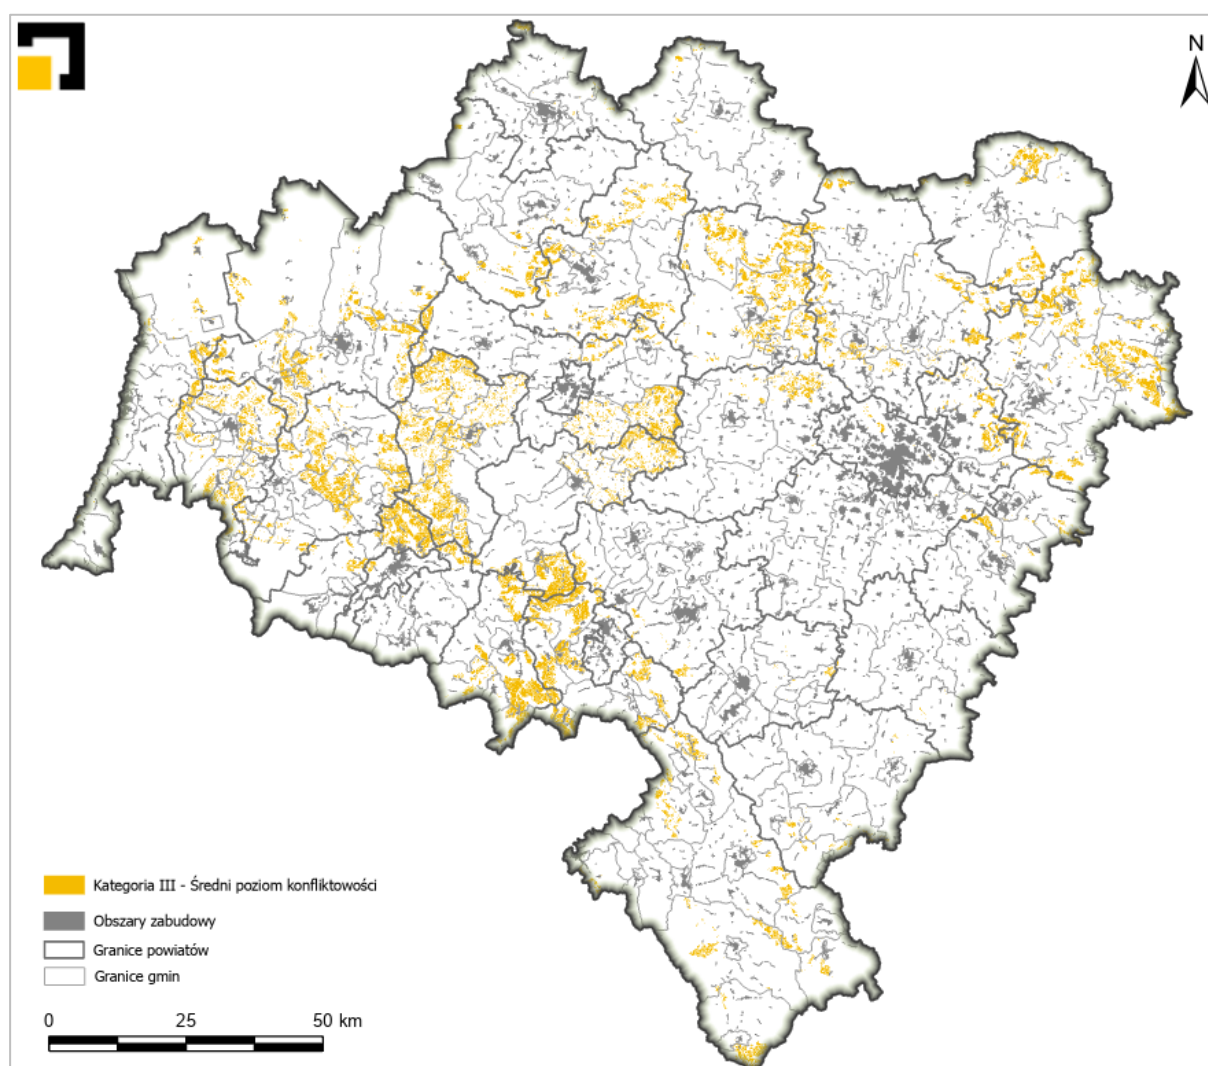 N
Kategoria III - Średni poziom konfliktowości
Obszary zabudowy
Granice powiatów
Granice gmin
0 25 50 km